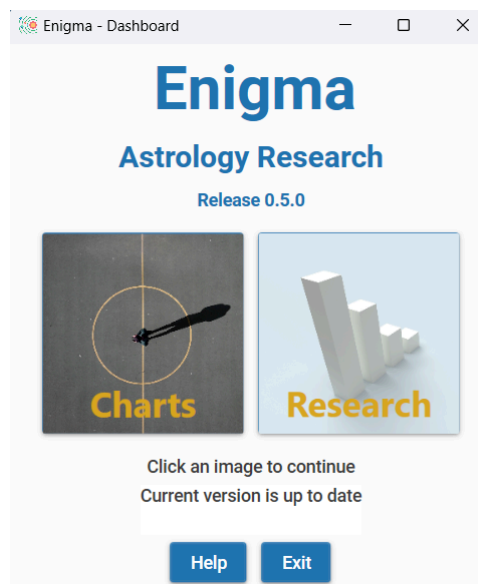 Enigma - Dashboard
Enigma
Astrology Research
Release 0.5.0
Charts
Research
Click an image to continue
Current version is up to date
Help
Exit